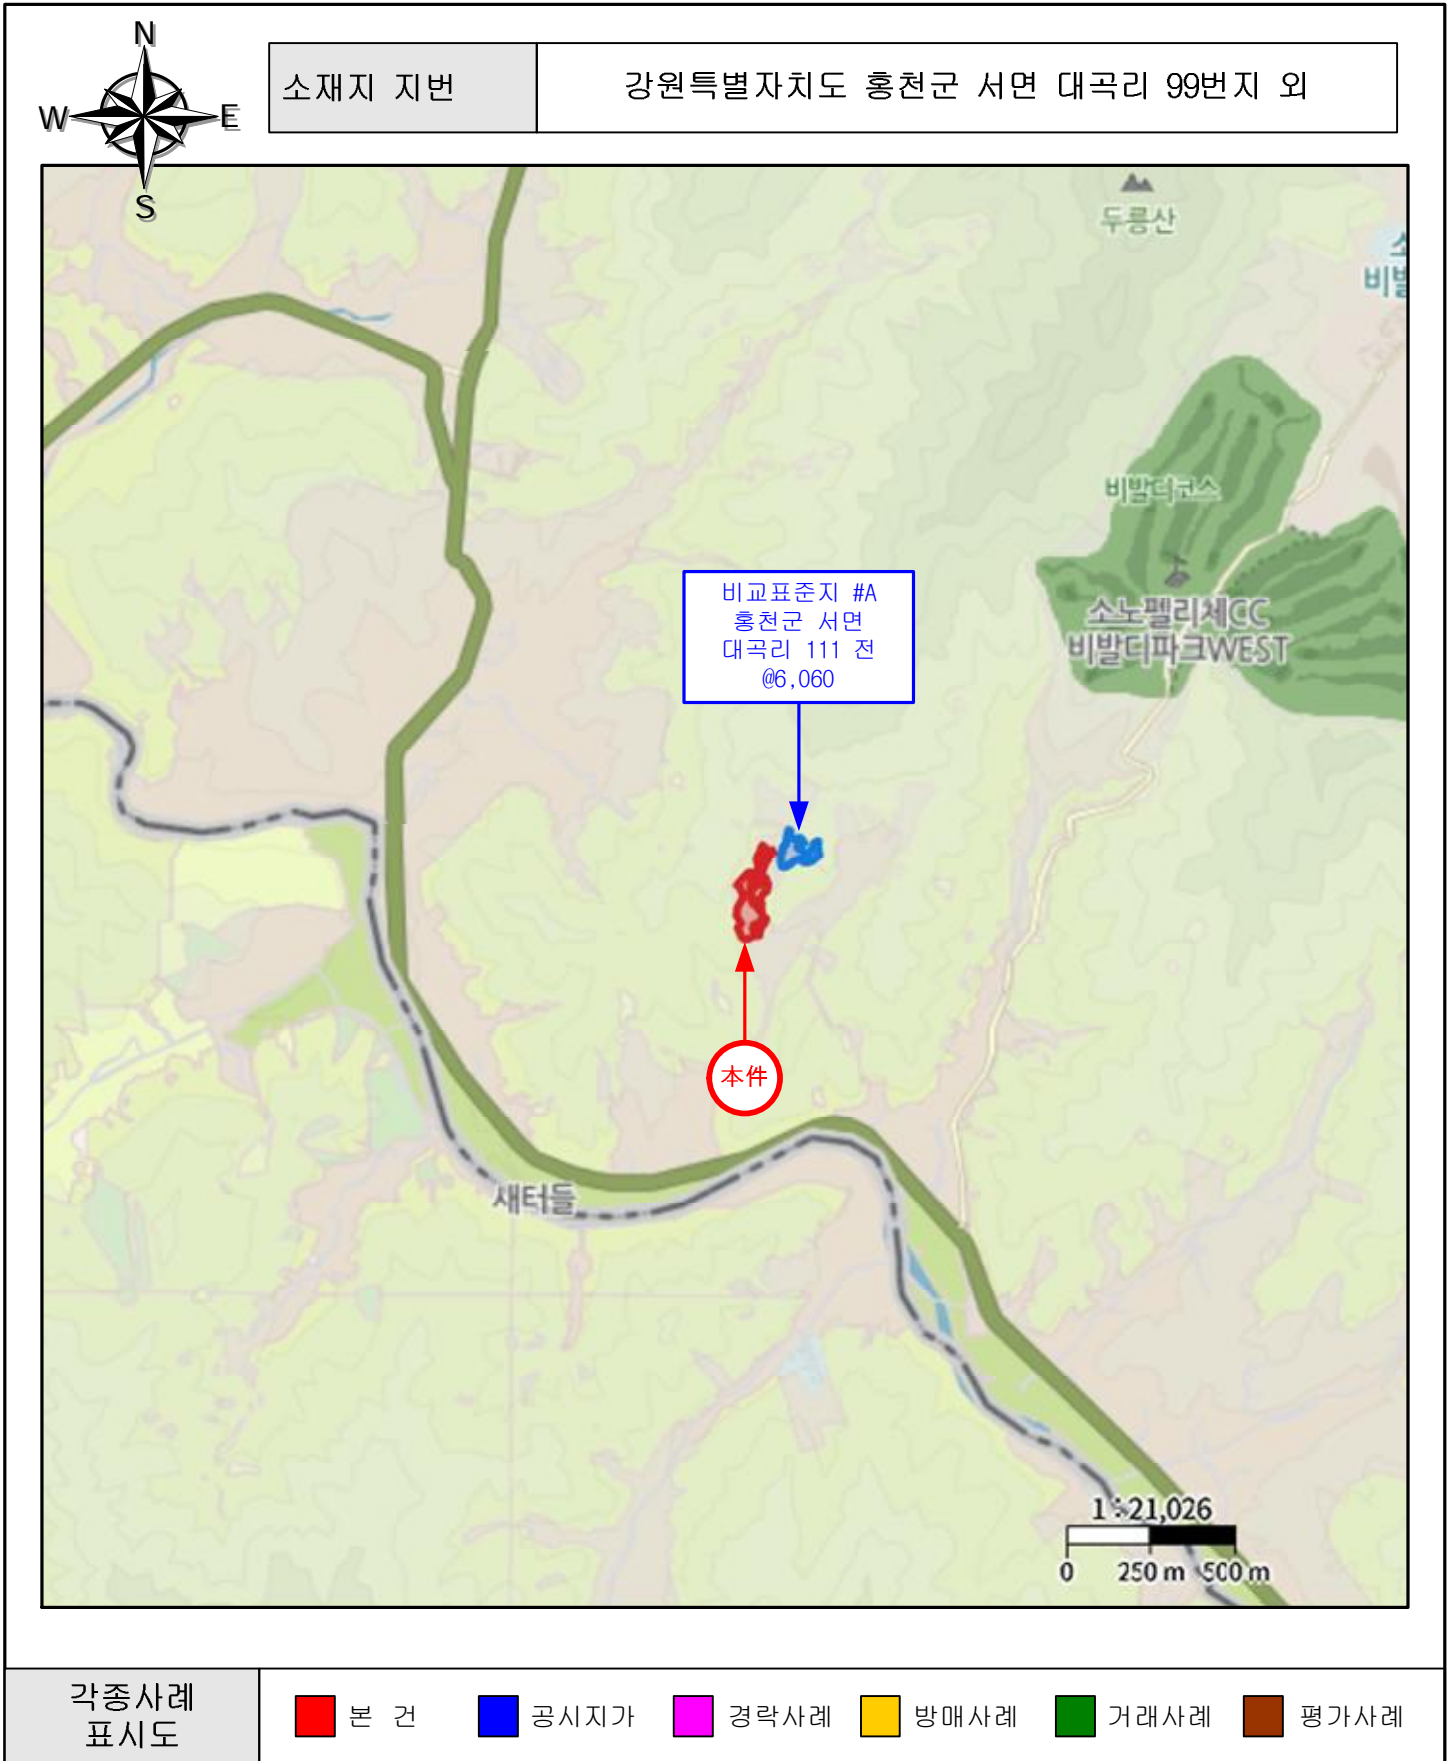 N
W
E
S
소재지 지번
강원특별자치도 홍천군 서면 대곡리 99번지 외
두릉산
비발디코스
소노펠리체CC
비발디파크WEST
비교표준지 #A
홍천군 서면
대곡리 111 전
@6,060
本件
새터들
1:21,026
0 250 m 500 m
각종사례
표시도
본 건
공시지가
경락사례
방매사례
거래사례
평가사례